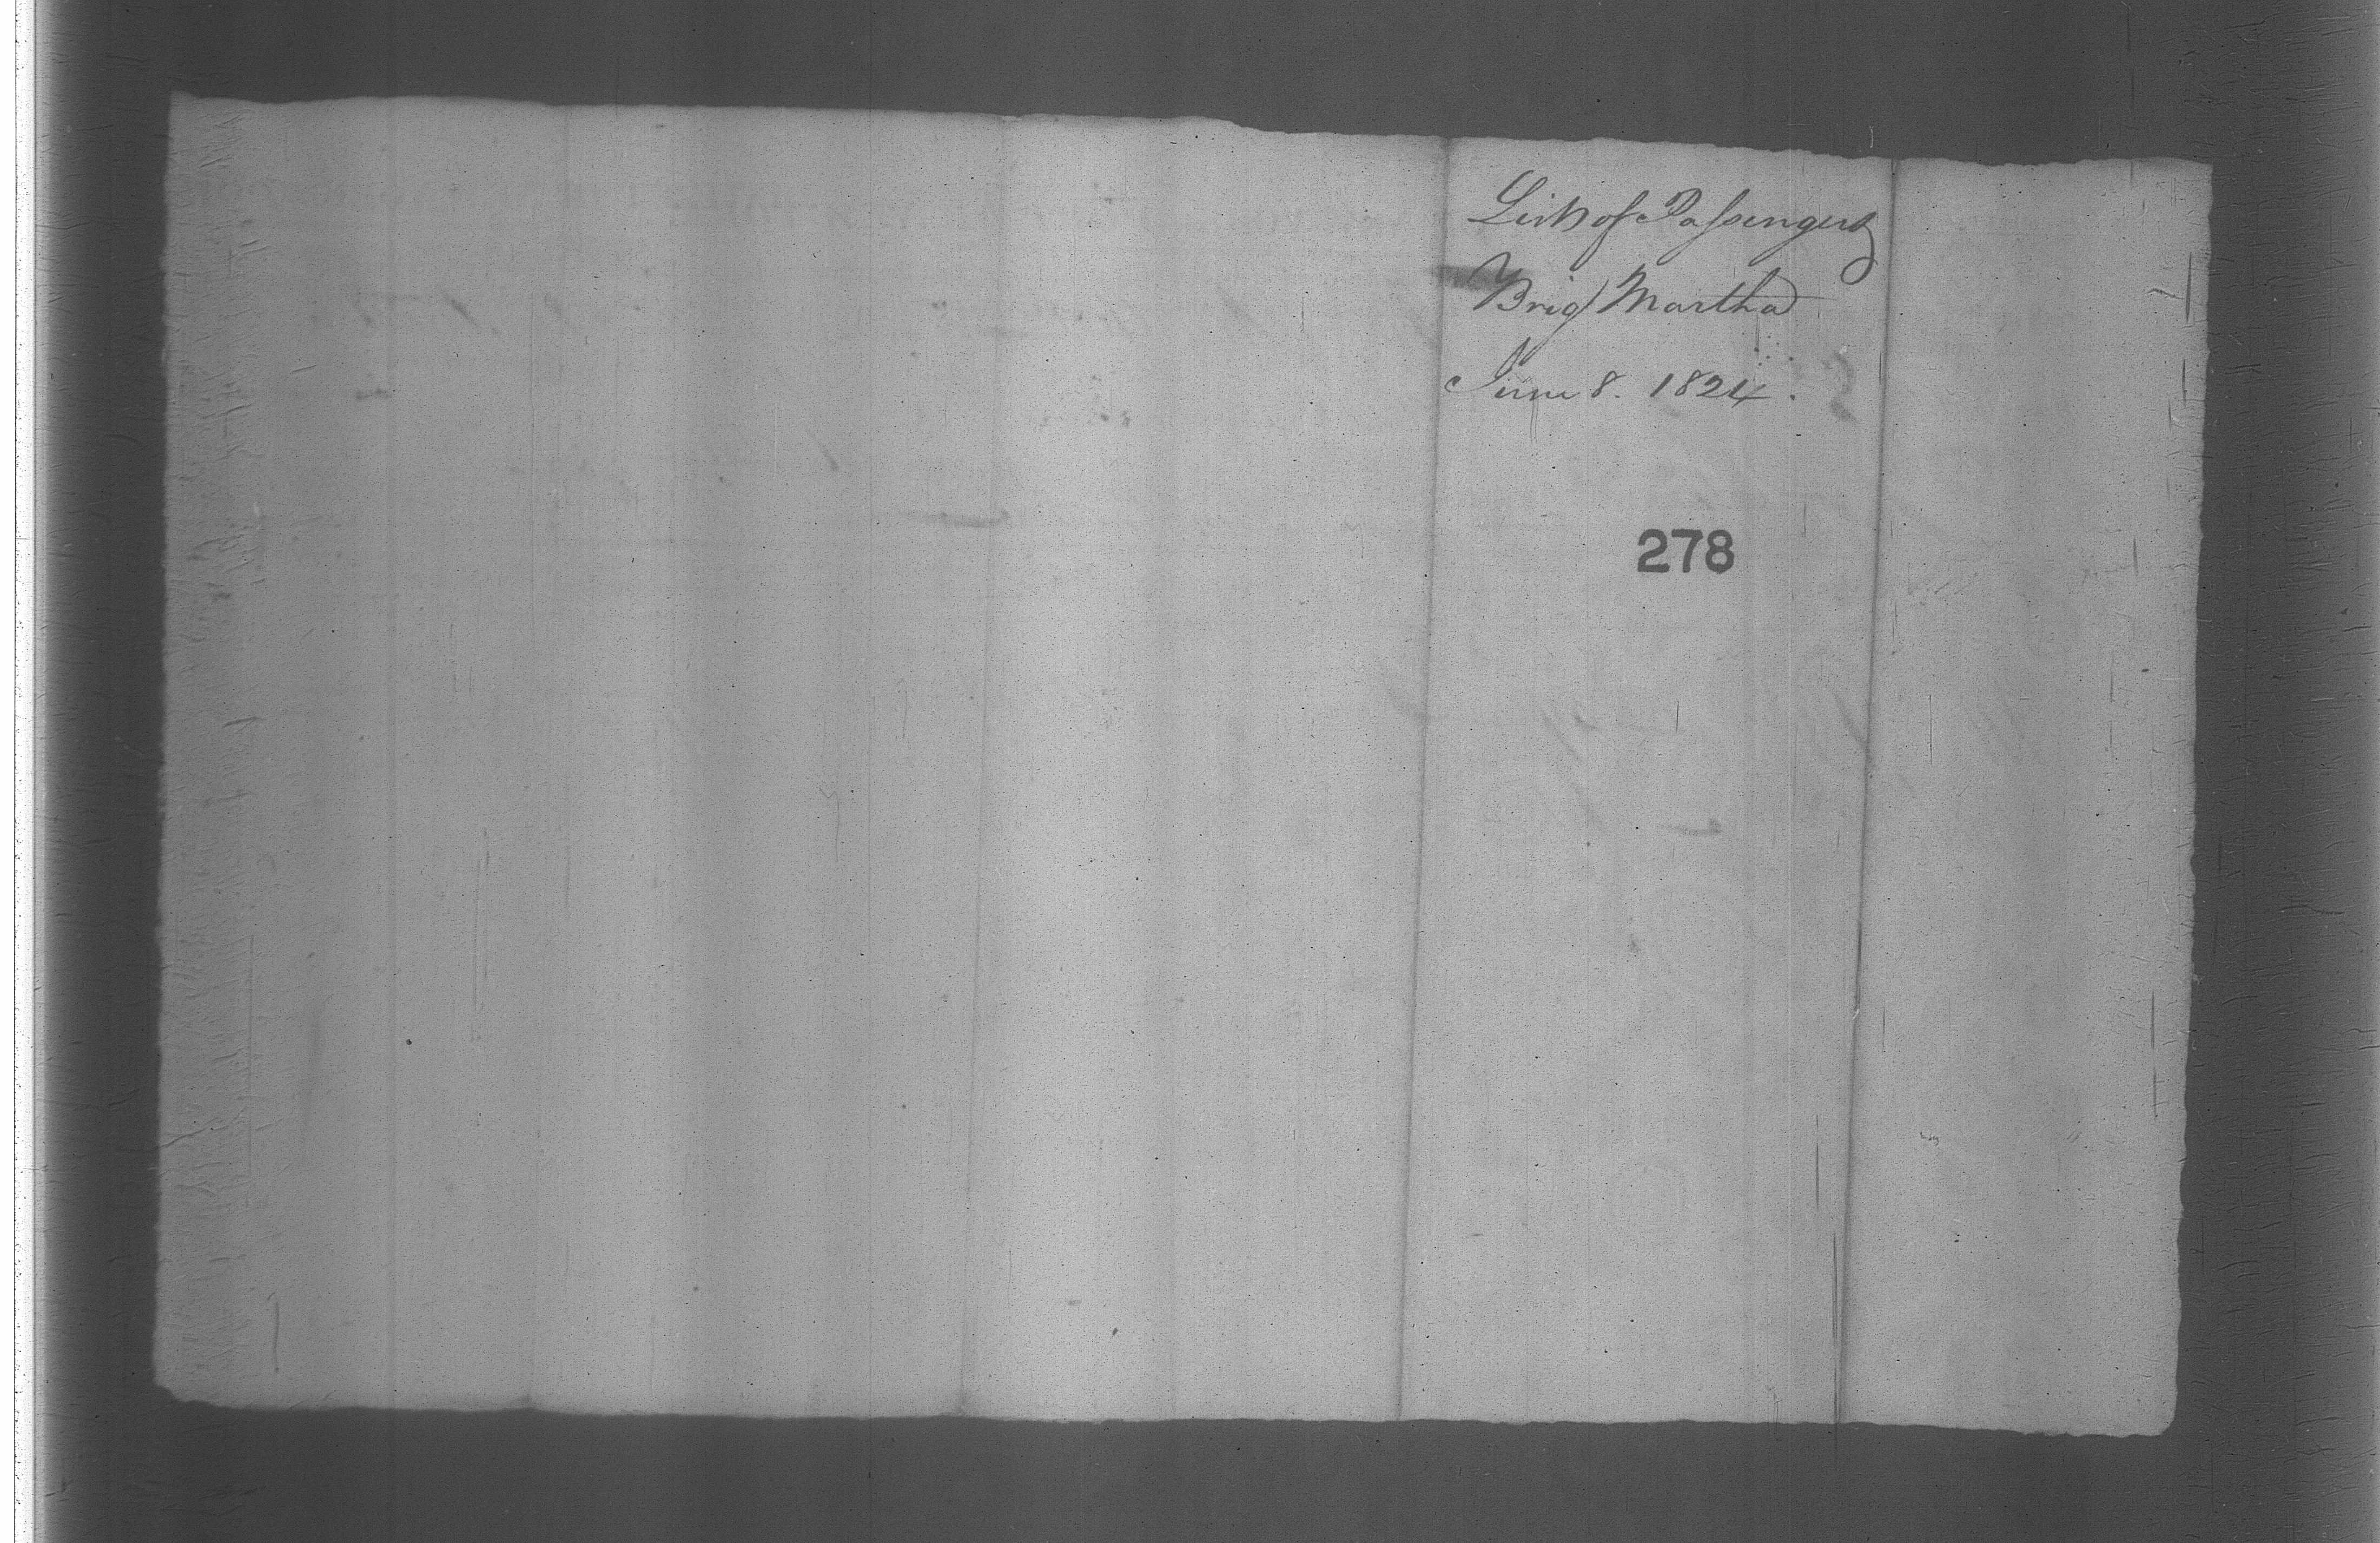 List of Passengers
Brig Martha
June 8. 1824.
278